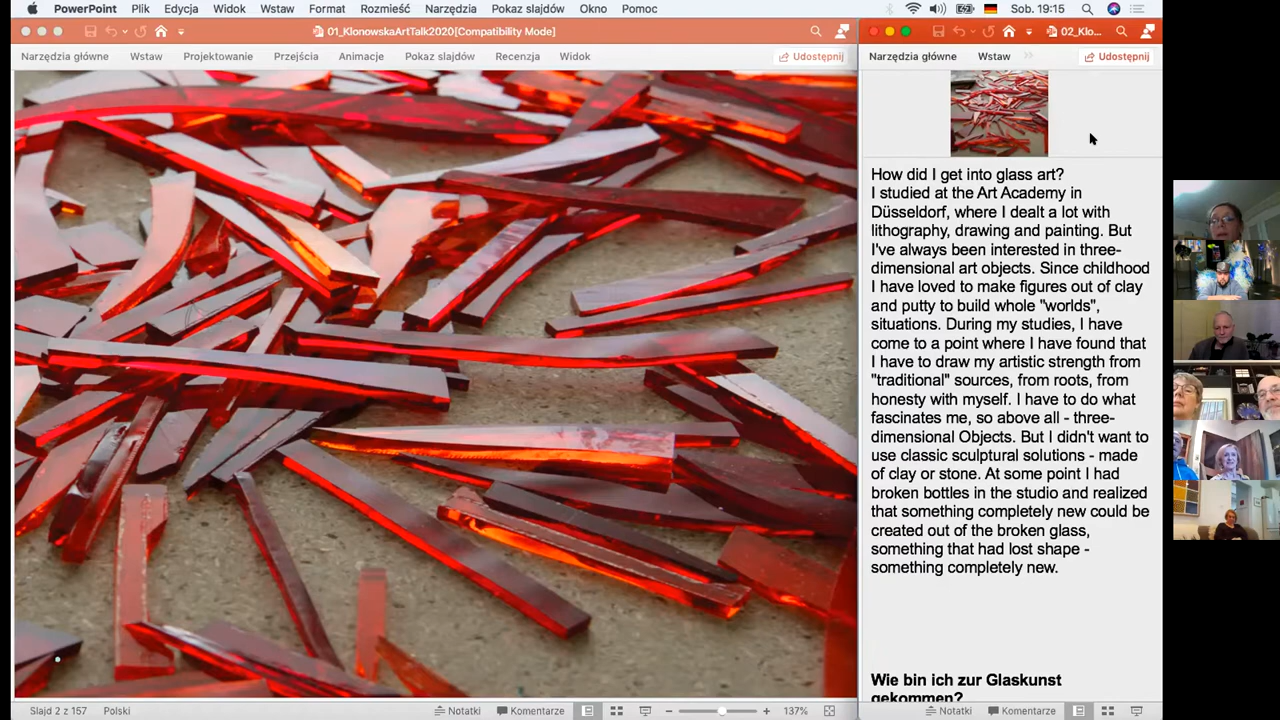 PowerPoint Plik Edycja Widok Wstaw Format Rozmieść Narzędzia Pokaz slajdów Okno Pomoc Sob. 19:15
01_KlonowskaArtTalk2020[Compatibility Mode]
02_Klo...
Narzędzia główne Wstaw Projektowanie Przejścia Animacje Pokaz slajdów Recenzja Widok Udostępnij
Narzędzia główne Wstaw Udostępnij
How did I get into glass art?
I studied at the Art Academy in
Düsseldorf, where I dealt a lot with
lithography, drawing and painting. But
I've always been interested in three-
dimensional art objects. Since childhood
I have loved to make figures out of clay
and putty to build whole "worlds",
situations. During my studies, I have
come to a point where I have found that
I have to draw my artistic strength from
"traditional" sources, from roots, from
honesty with myself. I have to do what
fascinates me, so above all - three-
dimensional Objects. But I didn't want to
use classic sculptural solutions - made
of clay or stone. At some point I had
broken bottles in the studio and realized
that something completely new could be
created out of the broken glass,
something that had lost shape -
something completely new.
Wie bin ich zur Glaskunst
gekommen?
Slajd 2 z 157 Polski Notatki Komentarze 137%
Notatki Komentarze